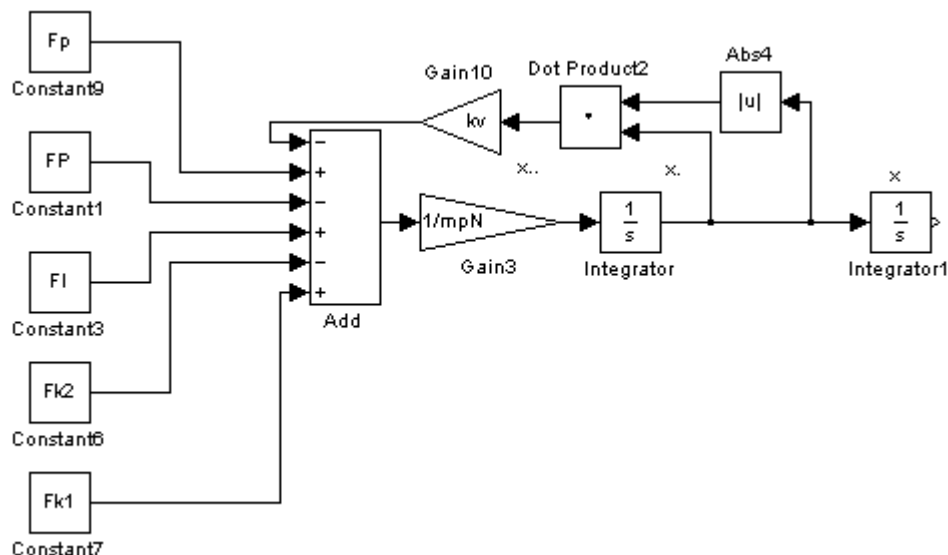 Fp
Constant9
FP
Constant1
Fl
Constant3
Fk2
Constant6
Fk1
Constant7
−
+
−
+
−
+
Add
Gain10
kv
Dot Product2
•
Abs4
|u|
x..
x.
x
1/mpN
Gain3
1
s
Integrator
1
s
Integrator1